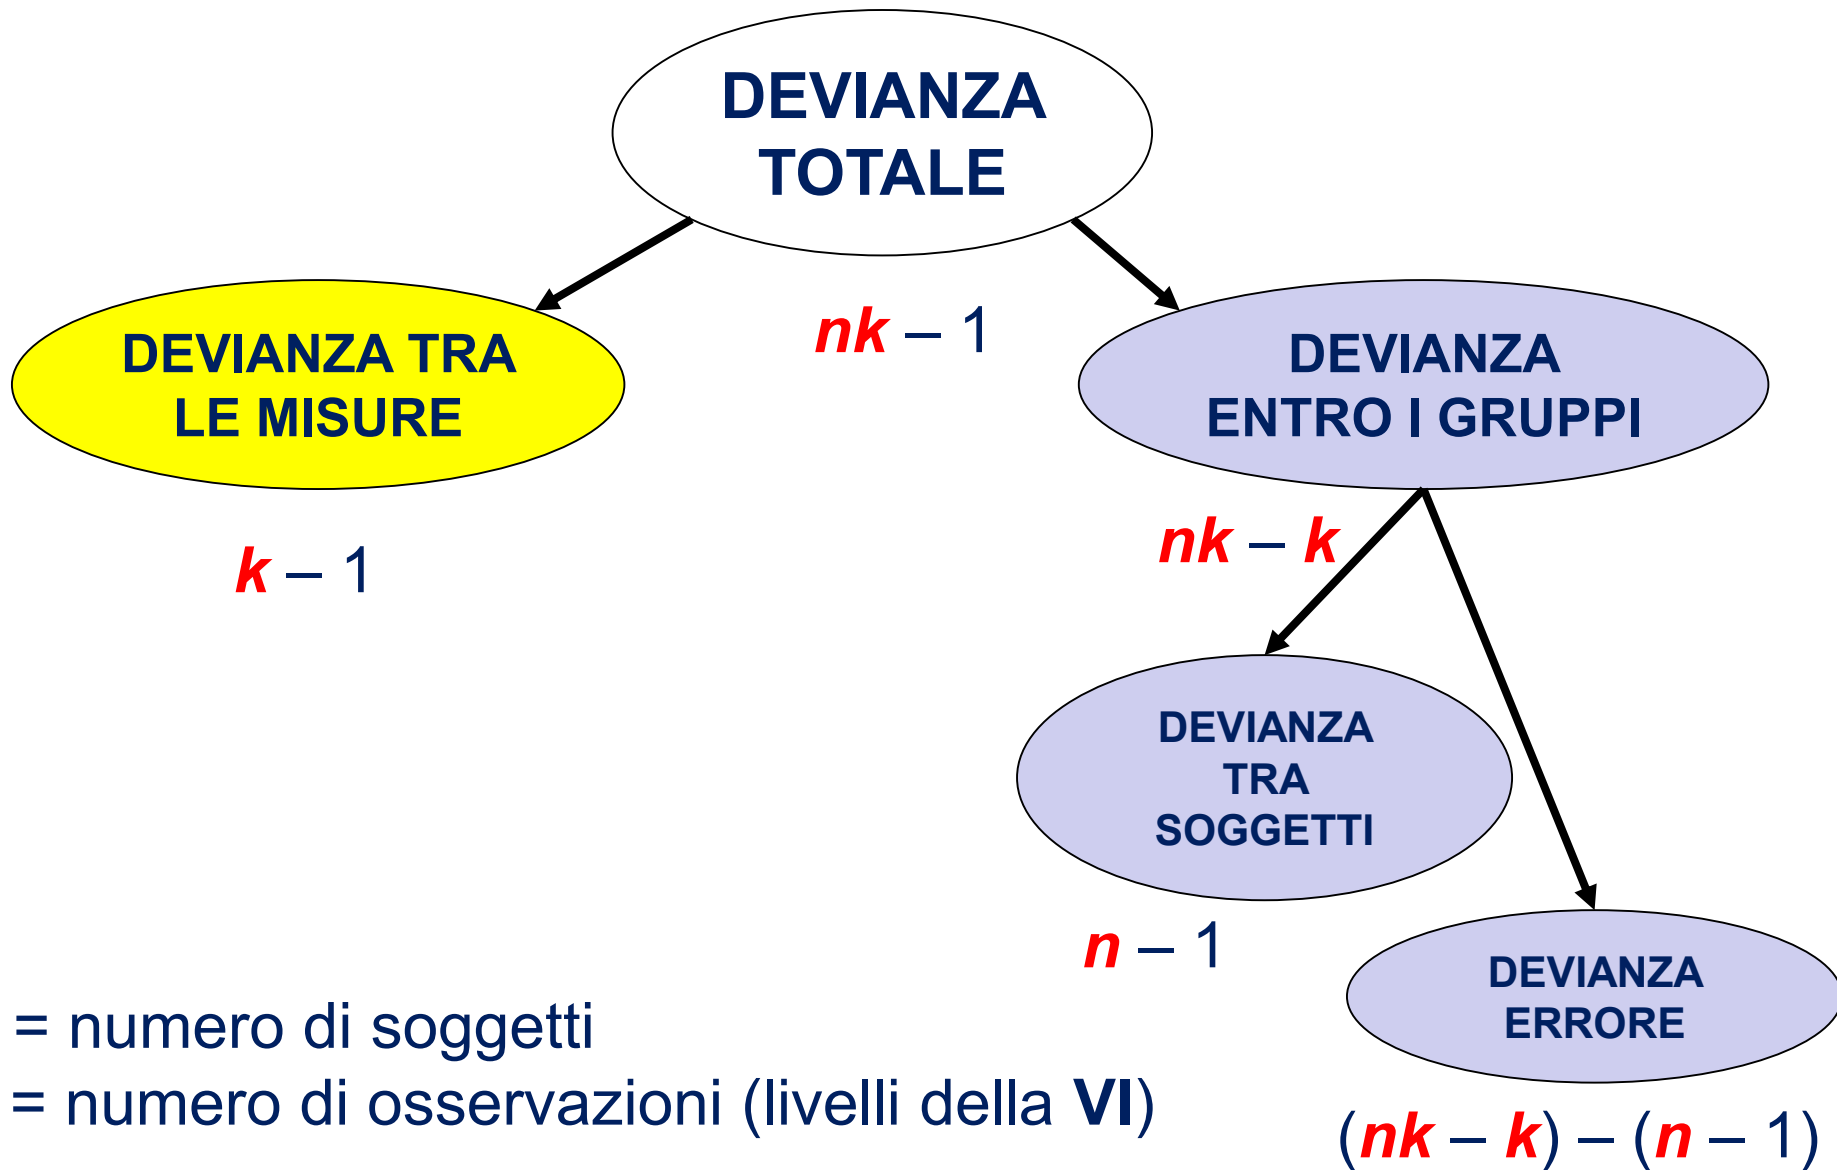 DEVIANZA
TOTALE
nk – 1
DEVIANZA TRA
LE MISURE
k – 1
DEVIANZA
ENTRO I GRUPPI
nk – k
DEVIANZA
TRA
SOGGETTI
n – 1
DEVIANZA
ERRORE
(nk – k) – (n – 1)
= numero di soggetti
= numero di osservazioni (livelli della VI)